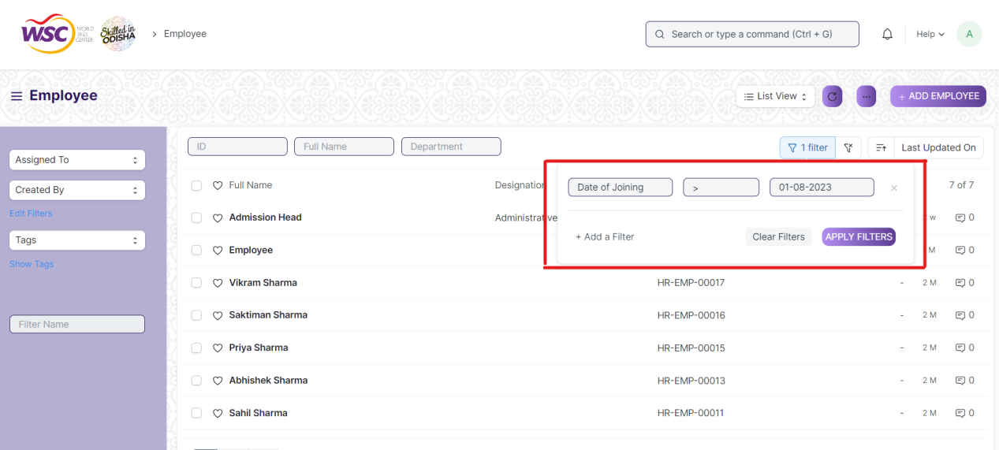 WSC WORLD SKILL CENTER Skilled in ODISHA > Employee
Search or type a command (Ctrl + G)
Help
A
Employee
List View
...
+ ADD EMPLOYEE
Assigned To
Created By
Edit Filters
Tags
Show Tags
Filter Name
ID Full Name Department
1 filter
Last Updated On
Full Name Designation 7 of 7
Date of Joining > 01-08-2023
+ Add a Filter Clear Filters APPLY FILTERS
Admission Head Administrative w 0
Employee M 0
Vikram Sharma HR-EMP-00017 - 2 M 0
Saktiman Sharma HR-EMP-00016 - 2 M 0
Priya Sharma HR-EMP-00015 - 2 M 0
Abhishek Sharma HR-EMP-00013 - 2 M 0
Sahil Sharma HR-EMP-00011 - 2 M 0